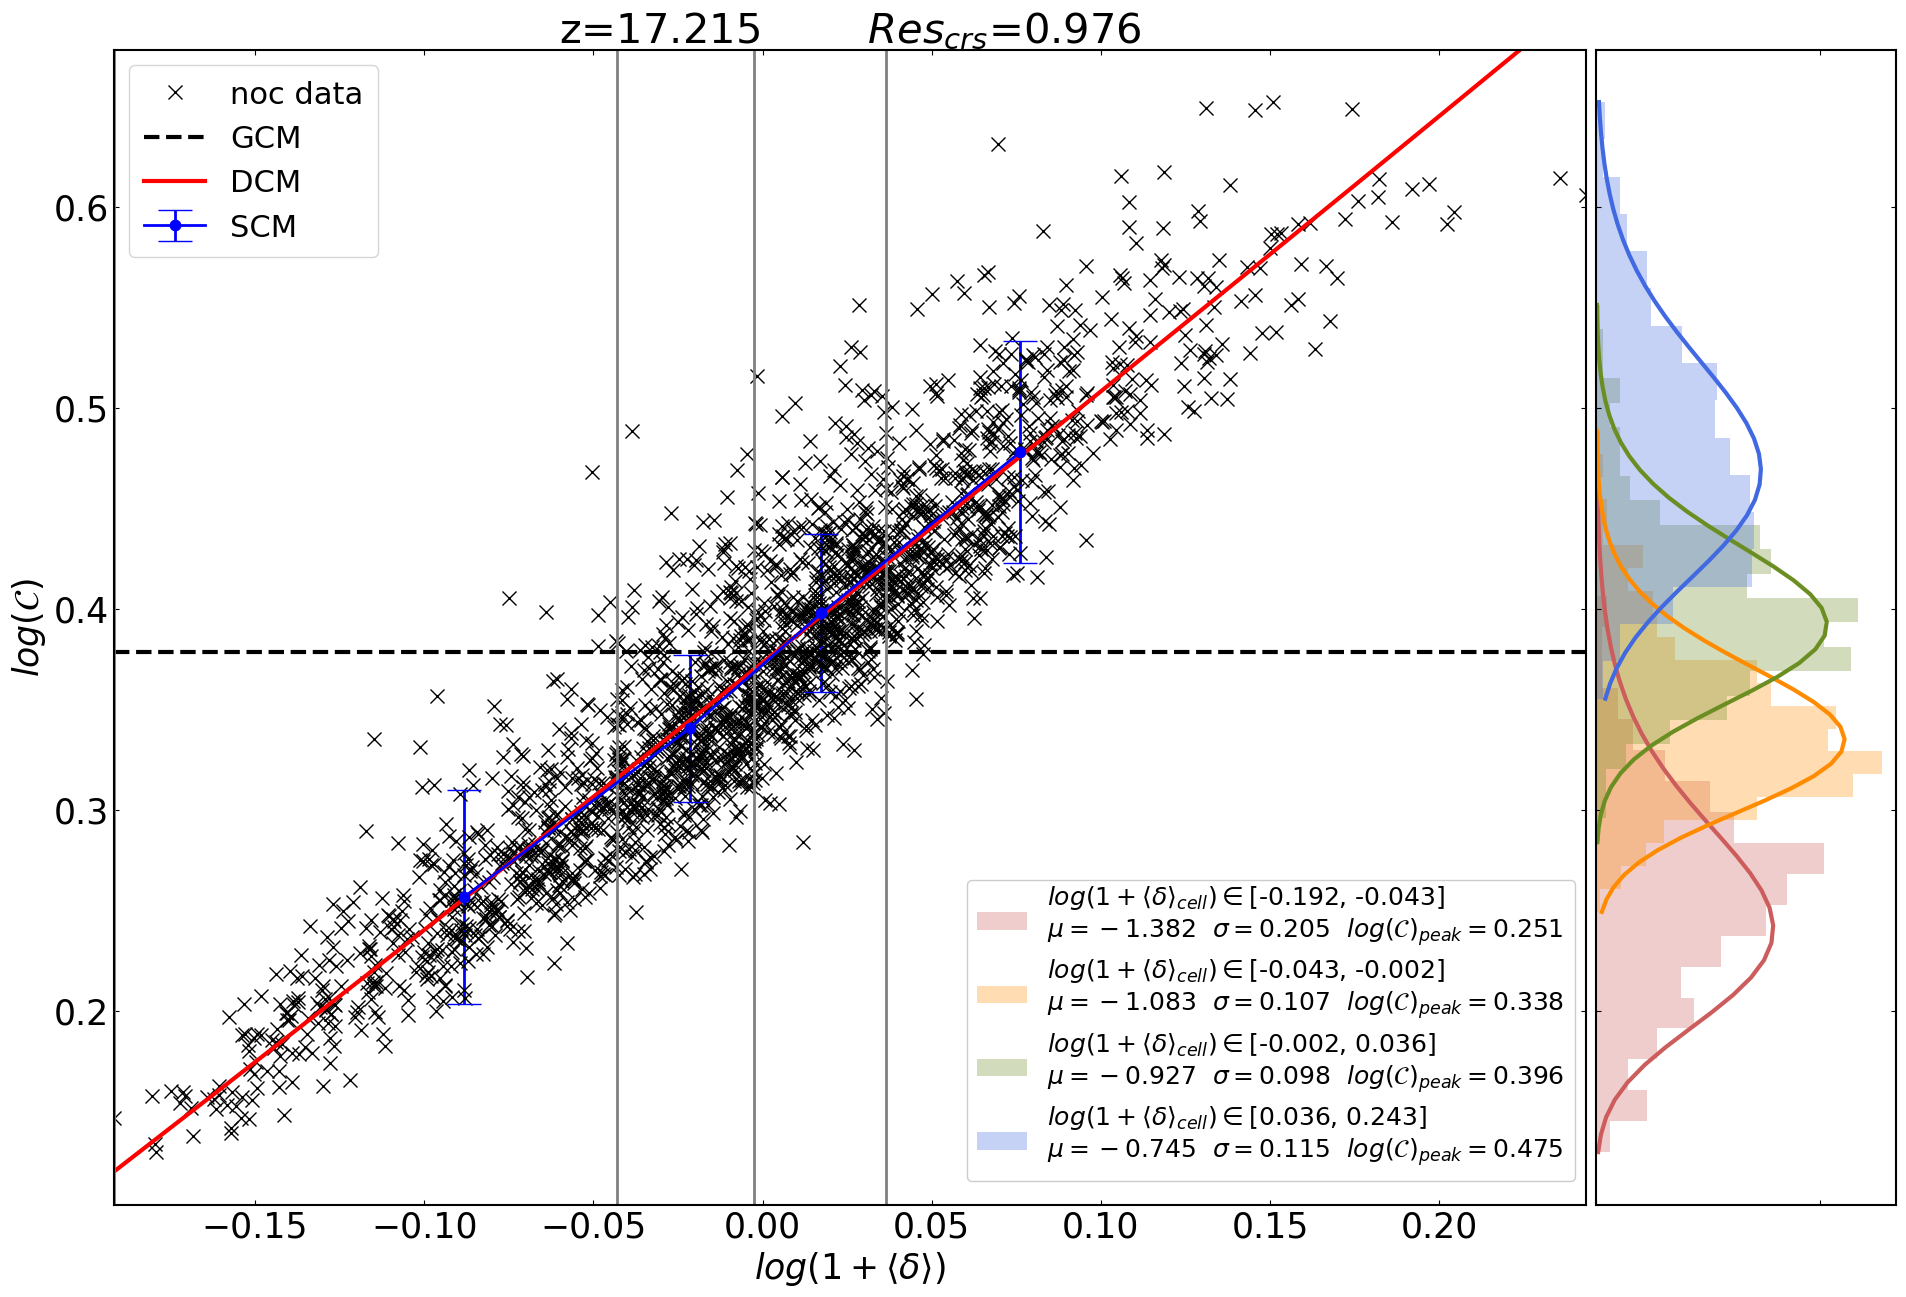 z=17.215 Res_crs=0.976
noc data
GCM
DCM
SCM
log(C)
0.6
0.5
0.4
0.3
0.2
log(1 + ⟨δ⟩_cell) ∈ [-0.192, -0.043]
μ = −1.382 σ = 0.205 log(C)_peak = 0.251
log(1 + ⟨δ⟩_cell) ∈ [-0.043, -0.002]
μ = −1.083 σ = 0.107 log(C)_peak = 0.338
log(1 + ⟨δ⟩_cell) ∈ [-0.002, 0.036]
μ = −0.927 σ = 0.098 log(C)_peak = 0.396
log(1 + ⟨δ⟩_cell) ∈ [0.036, 0.243]
μ = −0.745 σ = 0.115 log(C)_peak = 0.475
−0.15 −0.10 −0.05 0.00 0.05 0.10 0.15 0.20
log(1 + ⟨δ⟩)